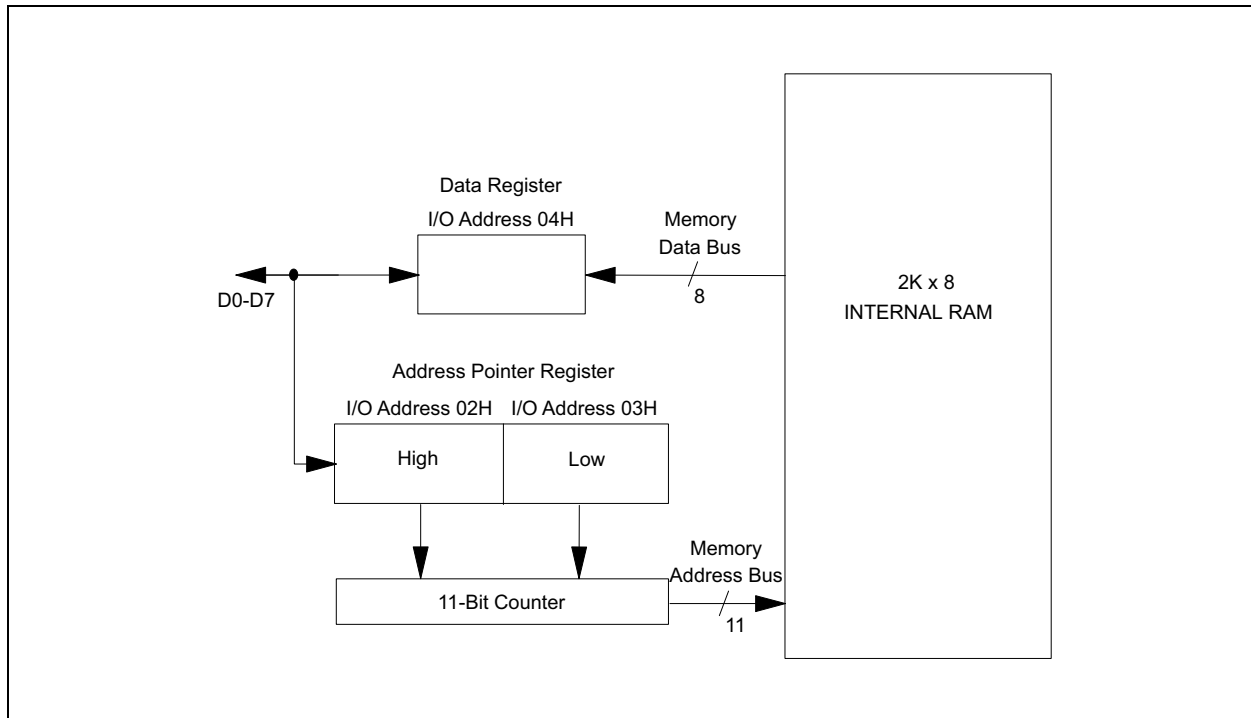 Data Register
I/O Address 04H
Memory
Data Bus
8
D0-D7
2K x 8
INTERNAL RAM
Address Pointer Register
I/O Address 02H
I/O Address 03H
High
Low
11-Bit Counter
Memory
Address Bus
11